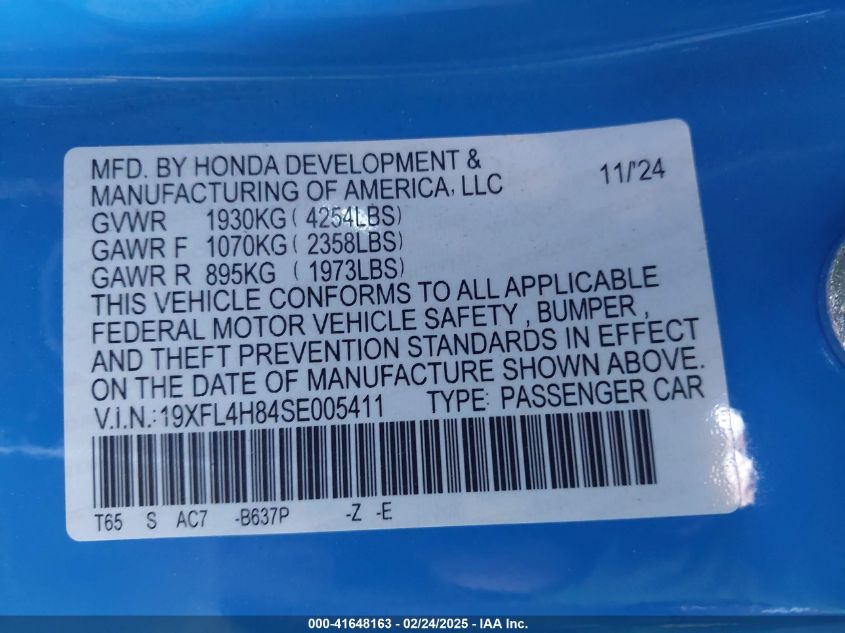 MFD. BY HONDA DEVELOPMENT & 
MANUFACTURING OF AMERICA, LLC 11/'24
GVWR 1930KG ( 4254LBS)
GAWR F 1070KG ( 2358LBS)
GAWR R 895KG ( 1973LBS)
THIS VEHICLE CONFORMS TO ALL APPLICABLE
FEDERAL MOTOR VEHICLE SAFETY , BUMPER ,
AND THEFT PREVENTION STANDARDS IN EFFECT
ON THE DATE OF MANUFACTURE SHOWN ABOVE.
V.I.N.:19XFL4H84SE005411 TYPE: PASSENGER CAR
T65 S AC7 -B637P -Z -E
000-41648163 - 02/24/2025 - IAA Inc.